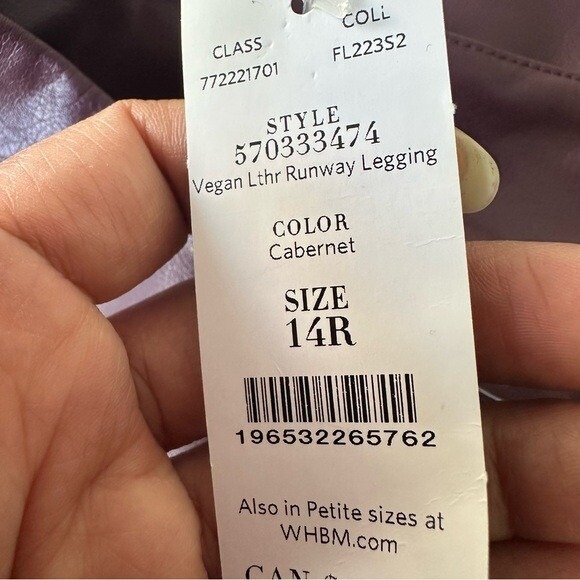 CLASS
772221701
COLL
FL223S2
STYLE
570333474
Vegan Lthr Runway Legging
COLOR
Cabernet
SIZE
14R
196532265762
Also in Petite sizes at
WHBM.com
CAN $